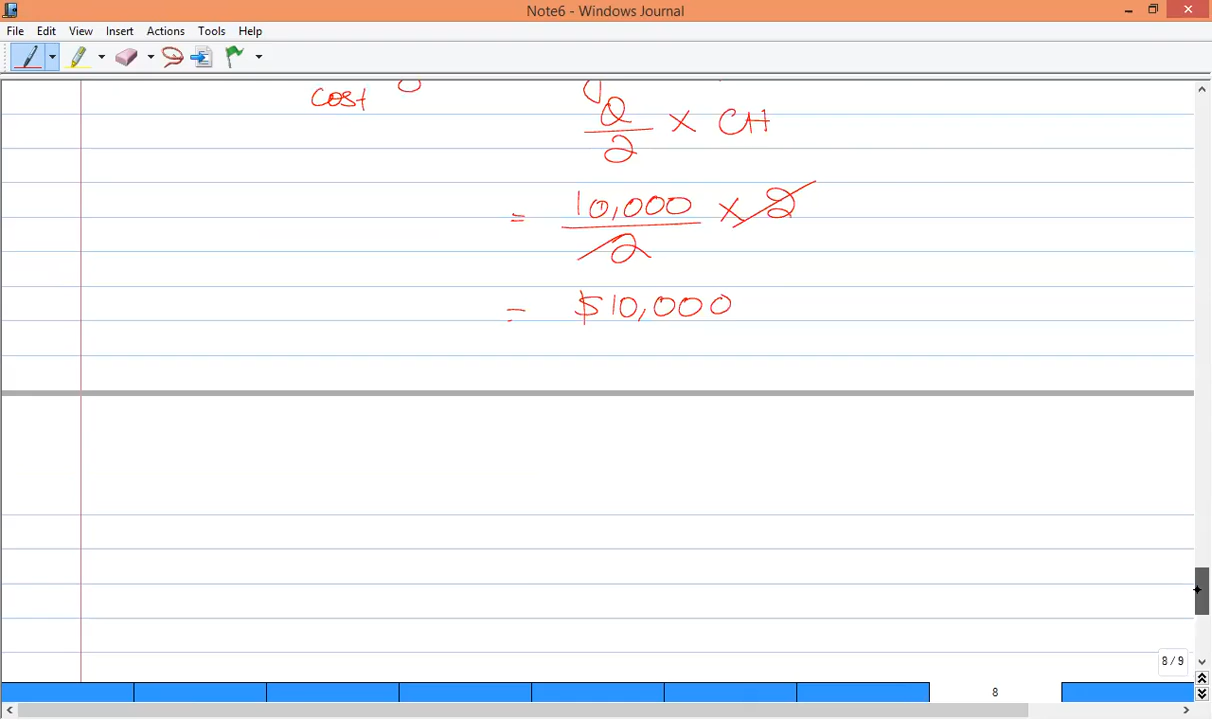 Note6 - Windows Journal
File Edit View Insert Actions Tools Help
cost
Q/2 × CH
= 10,000/2 × 2
= $10,000
8 / 9
8